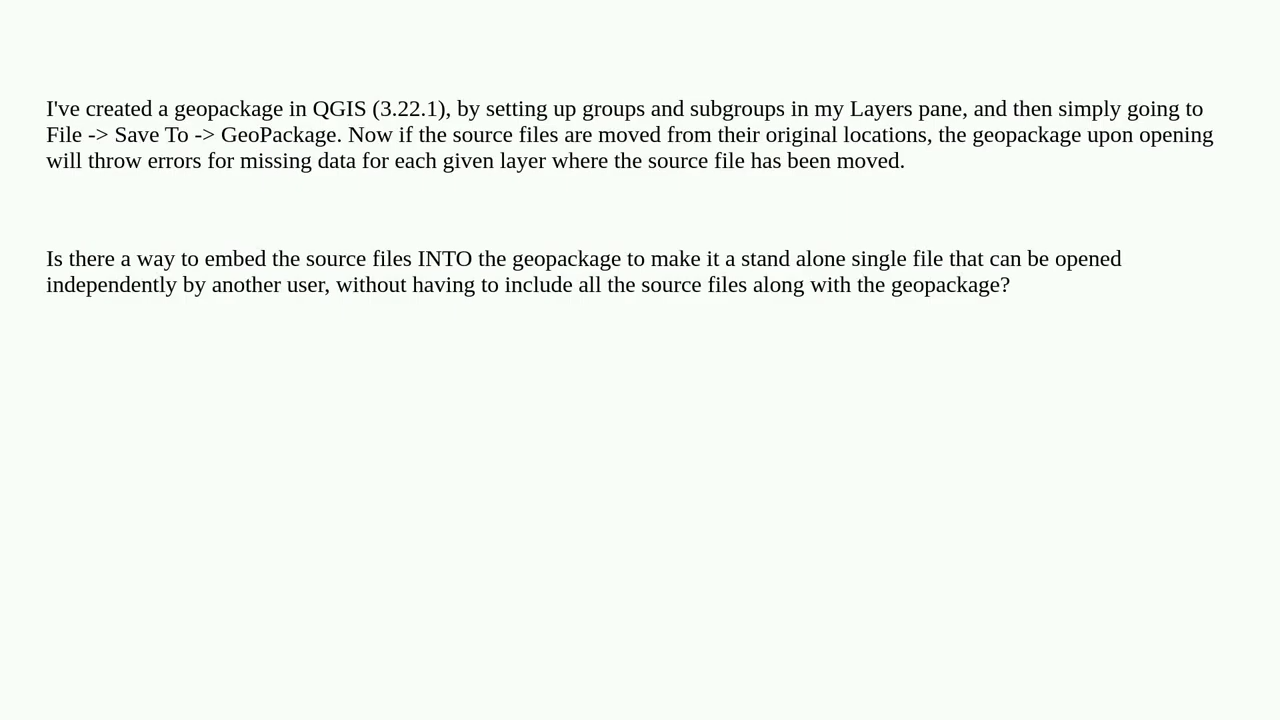 I've created a geopackage in QGIS (3.22.1), by setting up groups and subgroups in my Layers pane, and then simply going to
File -> Save To -> GeoPackage. Now if the source files are moved from their original locations, the geopackage upon opening
will throw errors for missing data for each given layer where the source file has been moved.
Is there a way to embed the source files INTO the geopackage to make it a stand alone single file that can be opened
independently by another user, without having to include all the source files along with the geopackage?